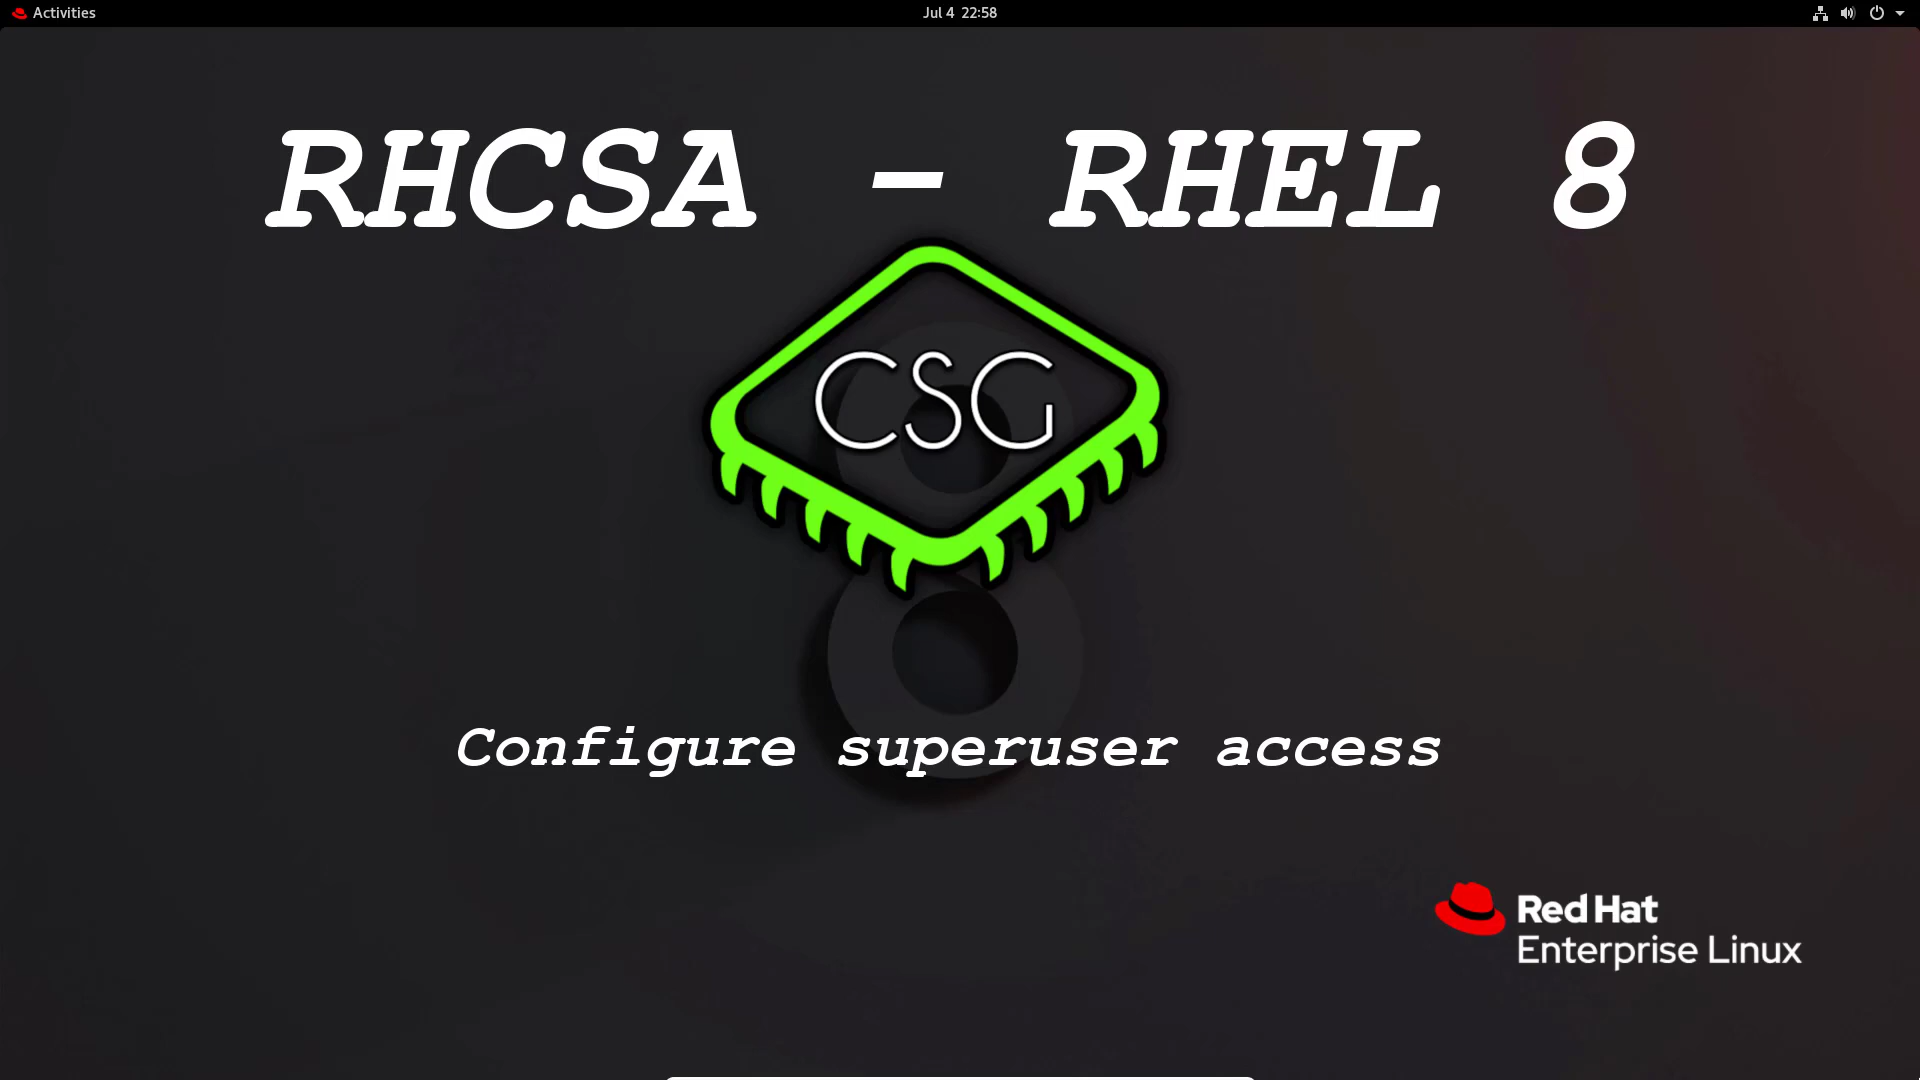 Activities
Jul 4 22:58
RHCSA - RHEL 8
CSG
Configure superuser access
Red Hat
Enterprise Linux